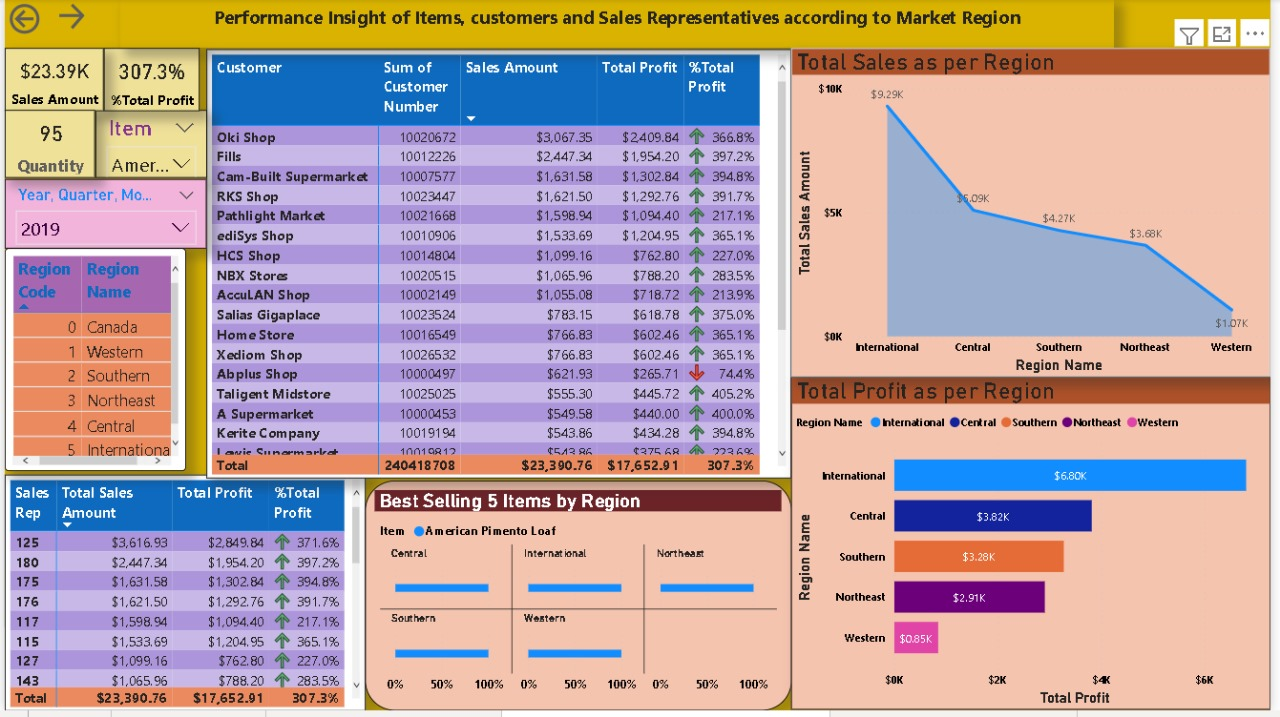 Performance Insight of Items, customers and Sales Representatives according to Market Region
$23.39K
Sales Amount
307.3%
%Total Profit
95
Quantity
Item
Amer...
Year, Quarter, Mo...
2019
Region Code Region Name
0 Canada
1 Western
2 Southern
3 Northeast
4 Central
5 Internationa
Customer Sum of Customer Number Sales Amount Total Profit %Total Profit
Oki Shop 10020672 $3,067.35 $2,409.84 366.8%
Fills 10012226 $2,447.34 $1,954.20 397.2%
Cam-Built Supermarket 10007577 $1,631.58 $1,302.84 394.8%
RKS Shop 10023447 $1,621.50 $1,292.76 391.7%
Pathlight Market 10021668 $1,598.94 $1,094.40 217.1%
ediSys Shop 10010906 $1,533.69 $1,204.95 365.1%
HCS Shop 10014804 $1,099.16 $762.80 227.0%
NBX Stores 10020515 $1,065.96 $788.20 283.5%
AccuLAN Shop 10002149 $1,055.08 $718.72 213.9%
Salias Gigaplace 10023524 $783.15 $618.78 375.0%
Home Store 10016549 $766.83 $602.46 365.1%
Xediom Shop 10026532 $766.83 $602.46 365.1%
Abplus Shop 10000497 $621.93 $265.71 74.4%
Taligent Midstore 10025025 $555.30 $445.72 405.2%
A Supermarket 10000453 $549.58 $440.00 400.0%
Kerite Company 10019194 $543.86 $434.28 394.8%
Lewis Supermarket 10019812 $543.86 $375.68 223.6%
Total 240418708 $23,390.76 $17,652.91 307.3%
Sales Rep Total Sales Amount Total Profit %Total Profit
125 $3,616.93 $2,849.84 371.6%
180 $2,447.34 $1,954.20 397.2%
175 $1,631.58 $1,302.84 394.8%
176 $1,621.50 $1,292.76 391.7%
117 $1,598.94 $1,094.40 217.1%
115 $1,533.69 $1,204.95 365.1%
127 $1,099.16 $762.80 227.0%
143 $1,065.96 $788.20 283.5%
Total $23,390.76 $17,652.91 307.3%
Best Selling 5 Items by Region
Item American Pimento Loaf
Central International Northeast
Southern Western
0% 50% 100% 0% 50% 100% 0% 50% 100%
Total Sales as per Region
Total Sales Amount
$10K
$5K
$0K
$9.29K
$5.09K
$4.27K
$3.68K
$1.07K
International Central Southern Northeast Western
Region Name
Total Profit as per Region
Region Name International Central Southern Northeast Western
Region Name
International $6.80K
Central $3.82K
Southern $3.28K
Northeast $2.91K
Western $0.85K
$0K $2K $4K $6K
Total Profit